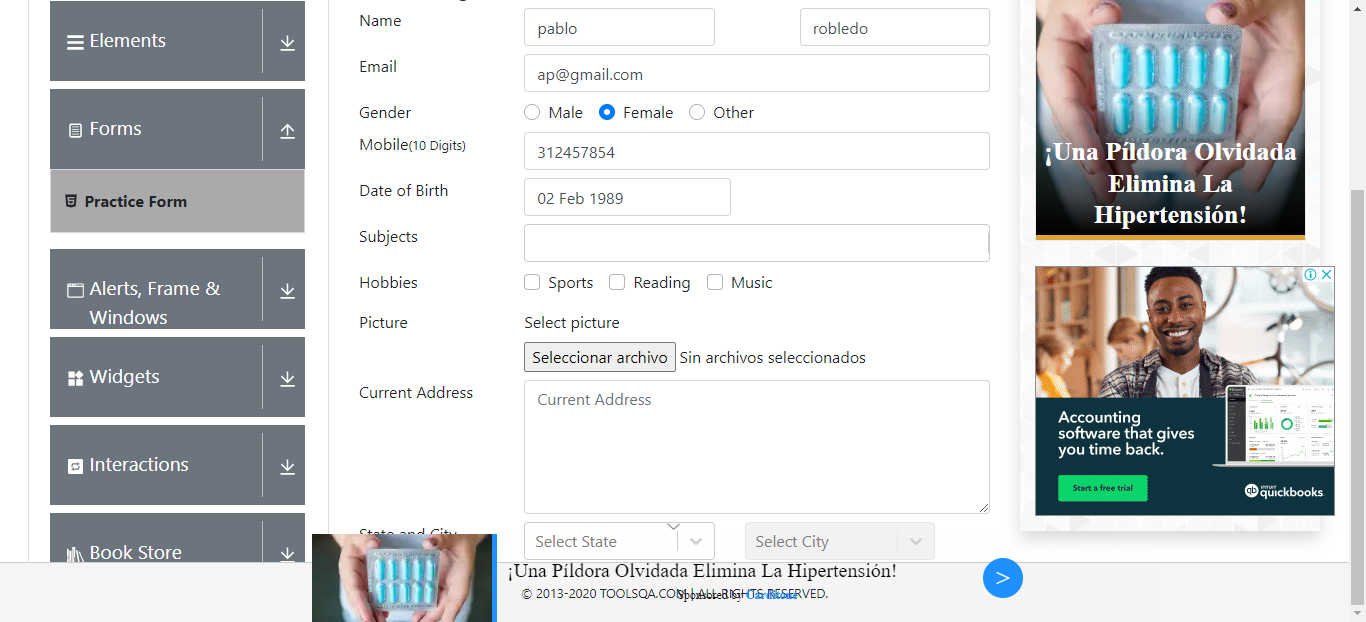 Elements
Forms
Practice Form
Alerts, Frame &
Windows
Widgets
Interactions
Book Store
Name
pablo
robledo
Email
ap@gmail.com
Gender
Male
Female
Other
Mobile(10 Digits)
312457854
Date of Birth
02 Feb 1989
Subjects
Hobbies
Sports
Reading
Music
Picture
Select picture
Seleccionar archivo Sin archivos seleccionados
Current Address
Current Address
State and City
Select State
Select City
¡Una Píldora Olvidada
Elimina La
Hipertensión!
Accounting
software that gives
you time back.
Start a free trial
qb INTUIT
quickbooks.
¡Una Píldora Olvidada Elimina La Hipertensión!
>
© 2013-2020 TOOLSQA.COM | ALL RIGHTS RESERVED.
Sponsored by